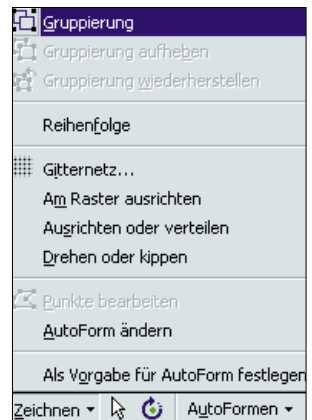 Gruppierung
Gruppierung aufheben
Gruppierung wiederherstellen
Reihenfolge
Gitternetz...
Am Raster ausrichten
Ausrichten oder verteilen
Drehen oder kippen
Punkte bearbeiten
AutoForm ändern
Als Vorgabe für AutoForm festlegen
Zeichnen AutoFormen